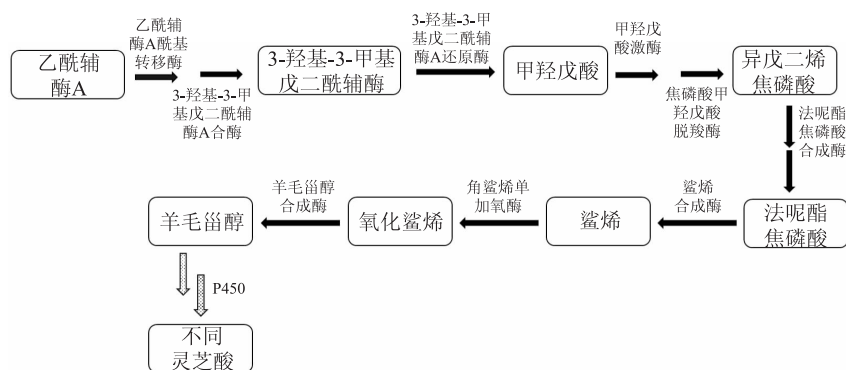 乙酰辅
酶A
乙酰辅
酶A酰基
转移酶
3-羟基-3-甲
基戊二酰辅
酶A合酶
3-羟基-3-甲基
戊二酰辅酶
3-羟基-3-甲
基戊二酰辅
酶A还原酶
甲羟戊酸
甲羟戊
酸激酶
焦磷酸甲
羟戊酸
脱羧酶
异戊二烯
焦磷酸
法呢酯
焦磷酸
合成酶
法呢酯
焦磷酸
鲨烯
合成酶
鲨烯
角鲨烯单
加氧酶
氧化鲨烯
羊毛甾醇
合成酶
羊毛甾醇
P450
不同
灵芝酸